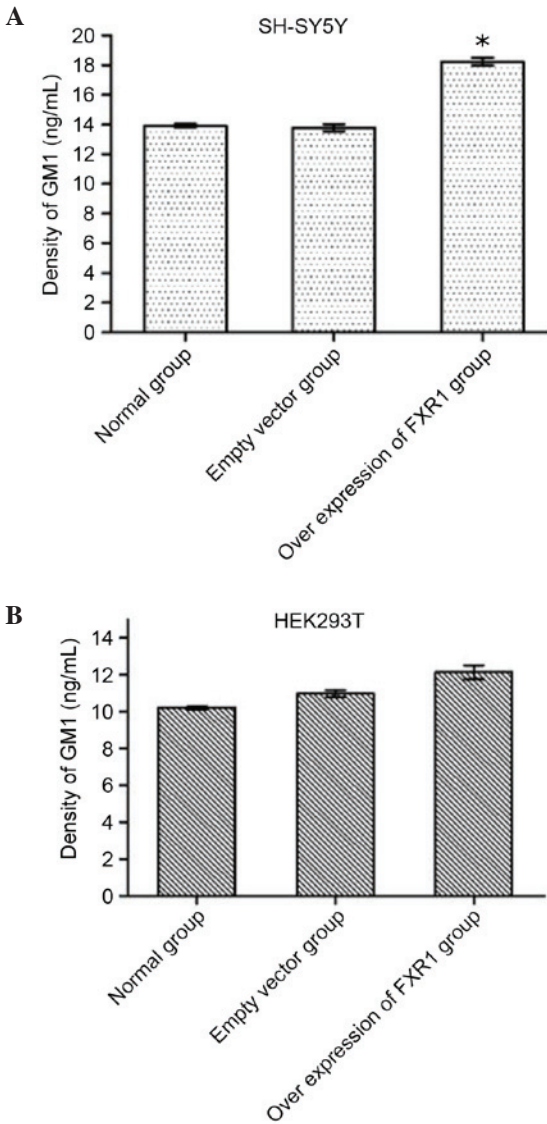 A
SH-SY5Y
Density of GM1 (ng/mL)
20
18
16
14
12
10
8
6
4
2
0
*
Normal group
Empty vector group
Over expression of FXR1 group
B
HEK293T
Density of GM1 (ng/mL)
14
12
10
8
6
4
2
0
Normal group
Empty vector group
Over expression of FXR1 group